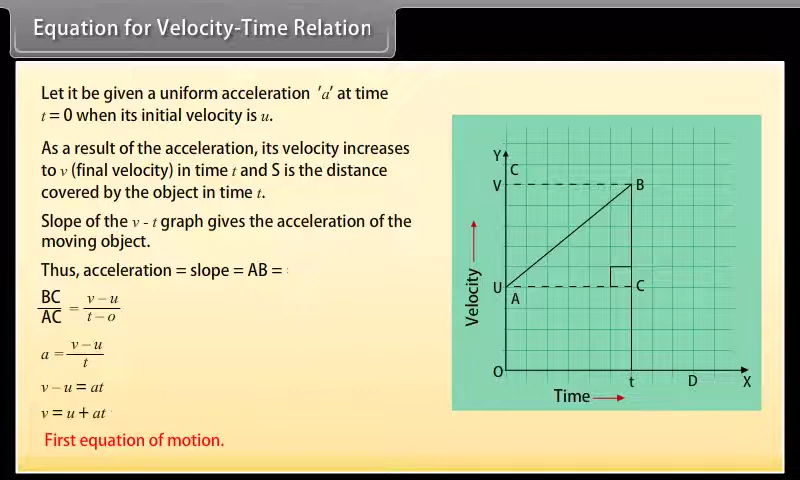 Equation for Velocity-Time Relation
Let it be given a uniform acceleration 'a' at time
t = 0 when its initial velocity is u.
As a result of the acceleration, its velocity increases
to v (final velocity) in time t and S is the distance
covered by the object in time t.
Slope of the v - t graph gives the acceleration of the
moving object.
Thus, acceleration = slope = AB =
BC/AC = v – u/t – o
a = v – u/t
v – u = at
v = u + at
First equation of motion.
Y
C
V
B
Velocity
U
A
C
O
t
D
X
Time